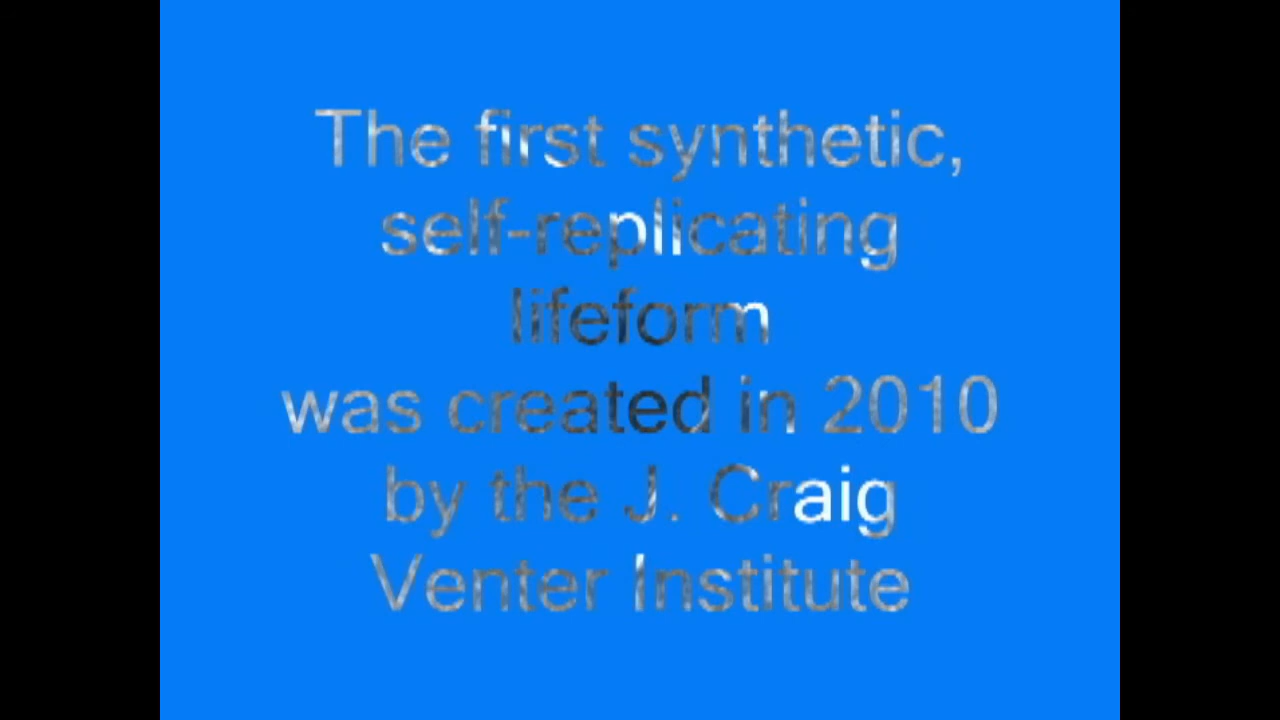 The first synthetic,
self-replicating
lifeform
was created in 2010
by the J. Craig
Venter Institute